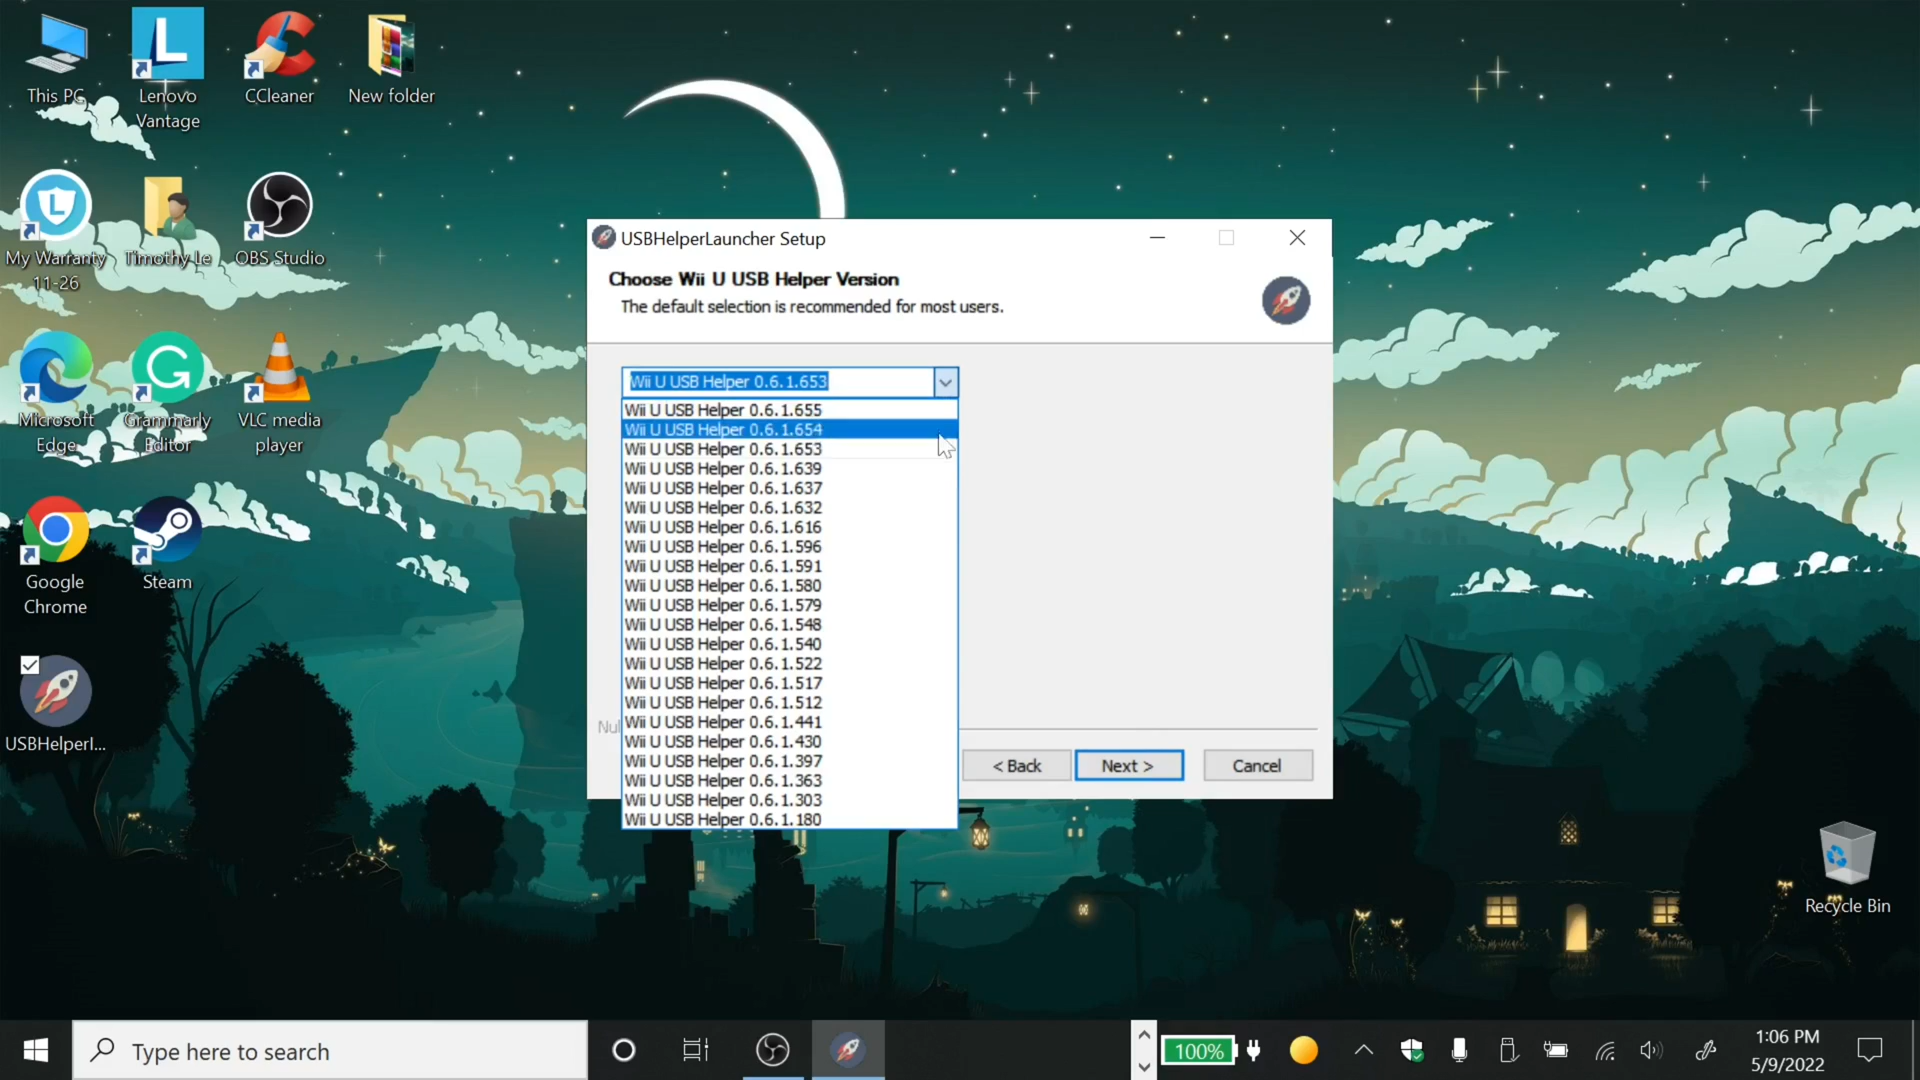 This PC
Lenovo
Vantage
CCleaner
New folder
My Warranty
11-26
Timothy Le
OBS Studio
Microsoft
Edge
Grammarly
Editor
VLC media
player
Google
Chrome
Steam
USBHelperI...
Recycle Bin
USBHelperLauncher Setup
Choose Wii U USB Helper Version
The default selection is recommended for most users.
Wii U USB Helper 0.6.1.653
Wii U USB Helper 0.6.1.655
Wii U USB Helper 0.6.1.654
Wii U USB Helper 0.6.1.653
Wii U USB Helper 0.6.1.639
Wii U USB Helper 0.6.1.637
Wii U USB Helper 0.6.1.632
Wii U USB Helper 0.6.1.616
Wii U USB Helper 0.6.1.596
Wii U USB Helper 0.6.1.591
Wii U USB Helper 0.6.1.580
Wii U USB Helper 0.6.1.579
Wii U USB Helper 0.6.1.548
Wii U USB Helper 0.6.1.540
Wii U USB Helper 0.6.1.522
Wii U USB Helper 0.6.1.517
Wii U USB Helper 0.6.1.512
Wii U USB Helper 0.6.1.441
Wii U USB Helper 0.6.1.430
Wii U USB Helper 0.6.1.397
Wii U USB Helper 0.6.1.363
Wii U USB Helper 0.6.1.303
Wii U USB Helper 0.6.1.180
Nul
< Back
Next >
Cancel
Type here to search
100%
1:06 PM
5/9/2022